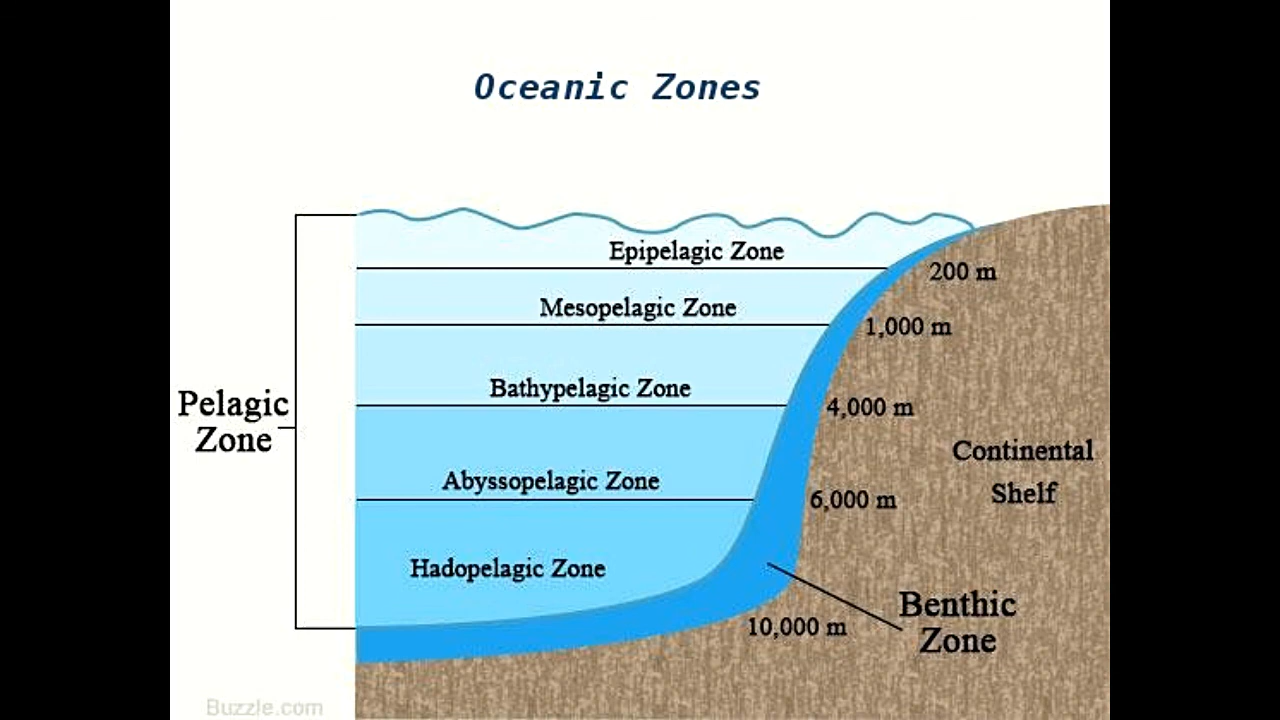 Oceanic Zones
Epipelagic Zone
200 m
Mesopelagic Zone
1,000 m
Bathypelagic Zone
4,000 m
Pelagic
Zone
Continental
Shelf
Abyssopelagic Zone
6,000 m
Hadopelagic Zone
Benthic
Zone
10,000 m
Buzzle.com